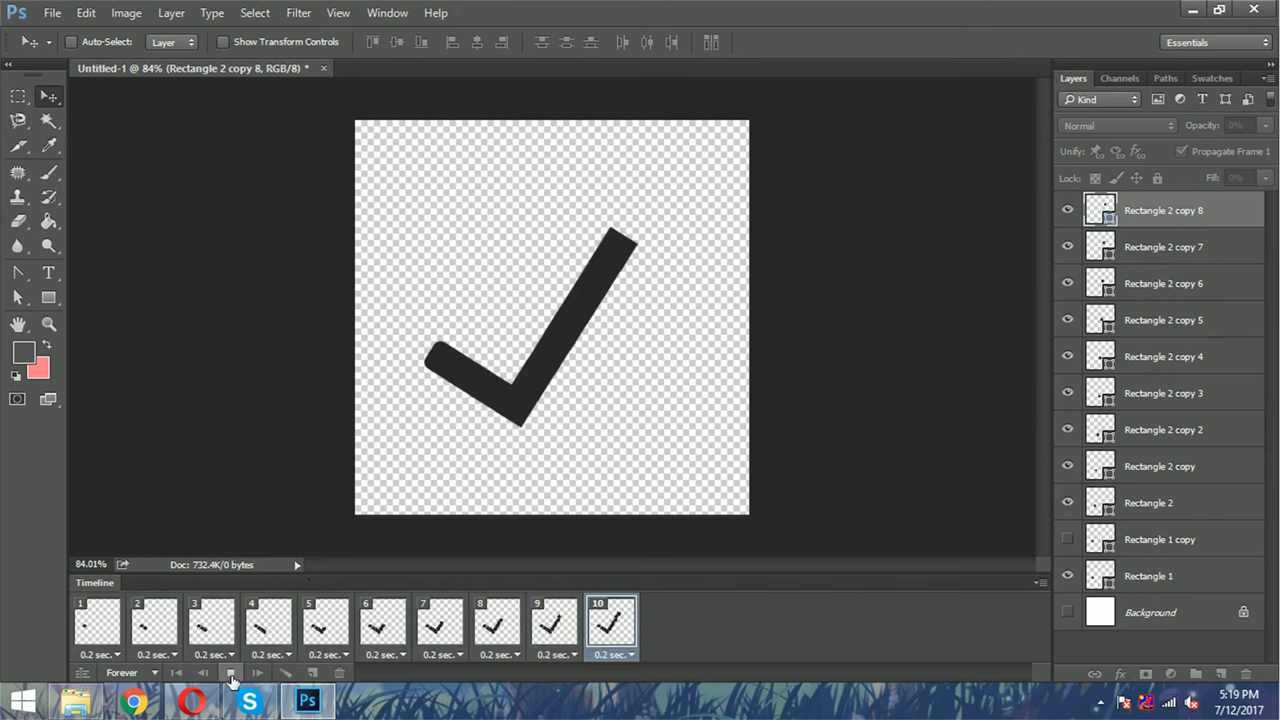 Ps File Edit Image Layer Type Select Filter View Window Help
Auto-Select: Layer Show Transform Controls Essentials
Untitled-1 @ 84% (Rectangle 2 copy 8, RGB/8) * ×
Layers Channels Paths Swatches
Kind
Normal Opacity: 0%
Unify: Propagate Frame 1
Lock: Fill: 0%
Rectangle 2 copy 8
Rectangle 2 copy 7
Rectangle 2 copy 6
Rectangle 2 copy 5
Rectangle 2 copy 4
Rectangle 2 copy 3
Rectangle 2 copy 2
Rectangle 2 copy
Rectangle 2
Rectangle 1 copy
Rectangle 1
Background
84.01% Doc: 732.4K/0 bytes
Timeline
1 2 3 4 5 6 7 8 9 10
0.2 sec. 0.2 sec. 0.2 sec. 0.2 sec. 0.2 sec. 0.2 sec. 0.2 sec. 0.2 sec. 0.2 sec. 0.2 sec.
Forever
Ps
5:19 PM
7/12/2017